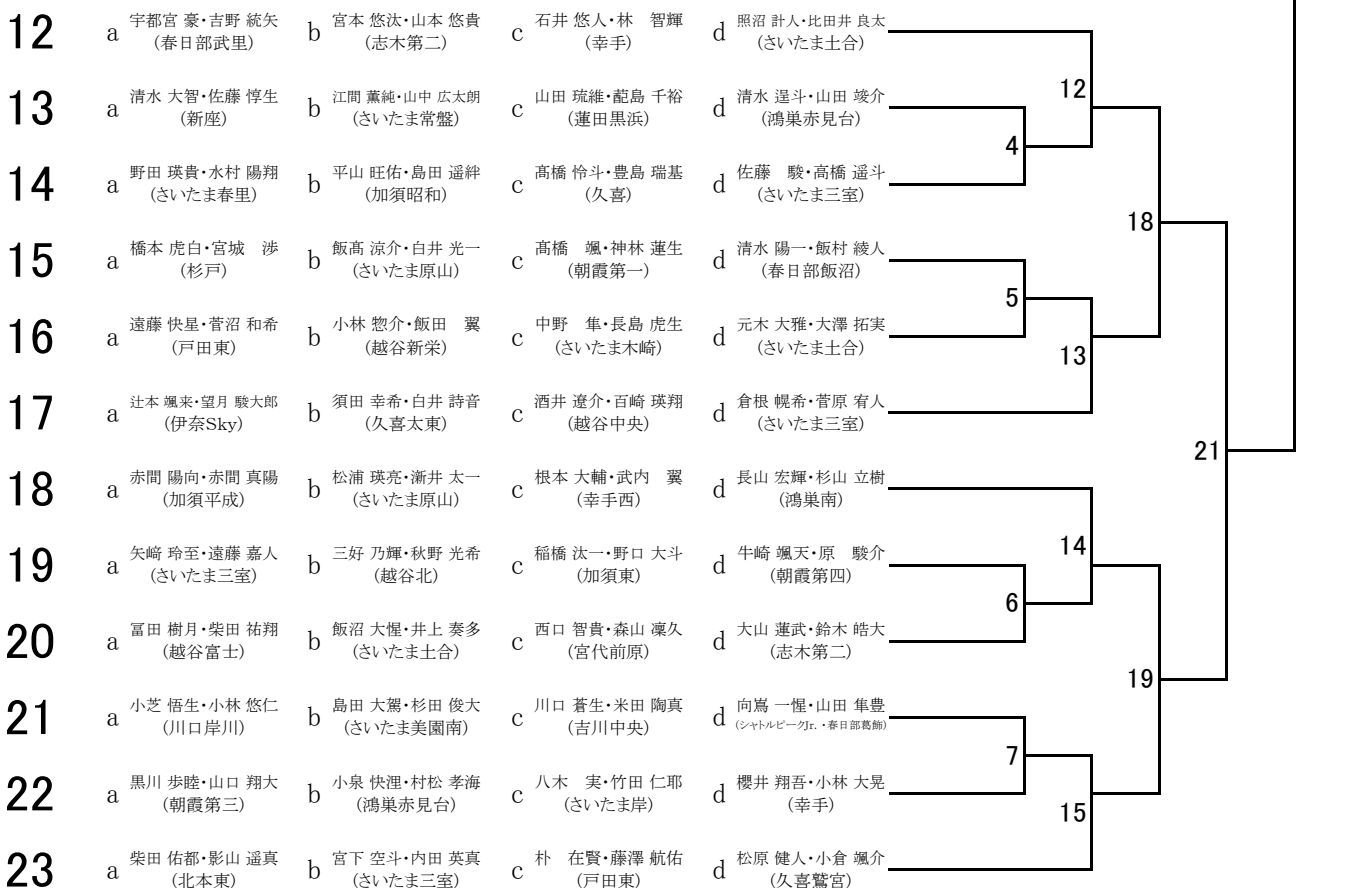 12 a 宇都宮 豪・吉野 統矢 b 宮本 悠汰・山本 悠貴 c 石井 悠人・林　智輝 d 照沼 計人・比田井 良太
(春日部武里) (志木第二) (幸手) (さいたま土合)
12
13 a 清水 大智・佐藤 惇生 b 江間 薫純・山中 広太朗 c 山田 琉維・蓜島 千裕 d 清水 逞斗・山田 竣介
(新座) (さいたま常盤) (蓮田黒浜) (鴻巣赤見台)
4
14 a 野田 瑛貴・水村 陽翔 b 平山 旺佑・島田 遥絆 c 髙橋 怜斗・豊島 瑞基 d 佐藤　駿・高橋 遥斗
(さいたま春里) (加須昭和) (久喜) (さいたま三室)
18
15 a 橋本 虎白・宮城　渉 b 飯髙 涼介・白井 光一 c 髙橋　颯・神林 蓮生 d 清水 陽一・飯村 綾人
(杉戸) (さいたま原山) (朝霞第一) (春日部飯沼)
5
16 a 遠藤 快星・菅沼 和希 b 小林 惣介・飯田　翼 c 中野　隼・長島 虎生 d 元木 大雅・大澤 拓実
(戸田東) (越谷新栄) (さいたま木崎) (さいたま土合)
13
17 a 辻本 颯来・望月 駿大郎 b 須田 幸希・白井 詩音 c 酒井 遼介・百崎 瑛翔 d 倉根 幌希・菅原 宥人
(伊奈Sky) (久喜太東) (越谷中央) (さいたま三室)
21
18 a 赤間 陽向・赤間 真陽 b 松浦 瑛亮・漸井 太一 c 根本 大輔・武内　翼 d 長山 宏輝・杉山 立樹
(加須平成) (さいたま原山) (幸手西) (鴻巣南)
14
19 a 矢﨑 玲至・遠藤 嘉人 b 三好 乃輝・秋野 光希 c 稲橋 汰一・野口 大斗 d 牛崎 颯天・原　駿介
(さいたま三室) (越谷北) (加須東) (朝霞第四)
6
20 a 冨田 樹月・柴田 祐翔 b 飯沼 大惺・井上 奏多 c 西口 智貴・森山 凜久 d 大山 蓮武・鈴木 皓大
(越谷富士) (さいたま土合) (宮代前原) (志木第二)
19
21 a 小芝 悟生・小林 悠仁 b 島田 大駕・杉田 俊大 c 川口 蒼生・米田 陶真 d 向嶌 一惺・山田 隼豊
(川口岸川) (さいたま美園南) (吉川中央) (シャトルピークJr.・春日部葛飾)
7
22 a 黒川 歩睦・山口 翔大 b 小泉 快浬・村松 孝海 c 八木　実・竹田 仁耶 d 櫻井 翔吾・小林 大晃
(朝霞第三) (鴻巣赤見台) (さいたま岸) (幸手)
15
23 a 柴田 佑都・影山 遥真 b 宮下 空斗・内田 英真 c 朴　在賢・藤澤 航佑 d 松原 健人・小倉 颯介
(北本東) (さいたま三室) (戸田東) (久喜鷲宮)